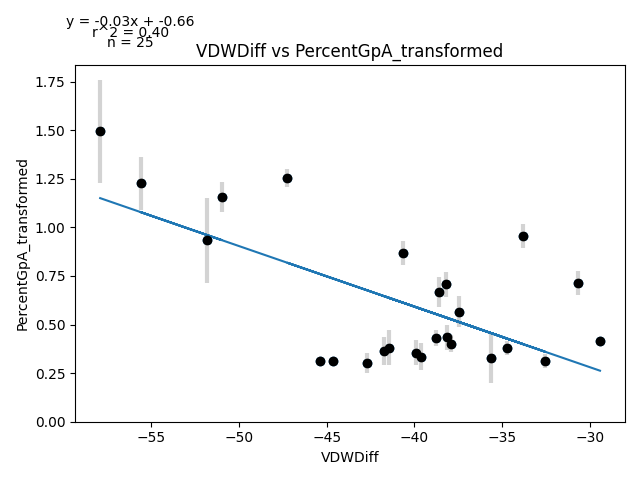 y = -0.03x + -0.66
r^2 = 0.40
n = 25
VDWDiff vs PercentGpA_transformed
1.75
1.50
1.25
1.00
0.75
0.50
0.25
0.00
PercentGpA_transformed
−55 −50 −45 −40 −35 −30
VDWDiff